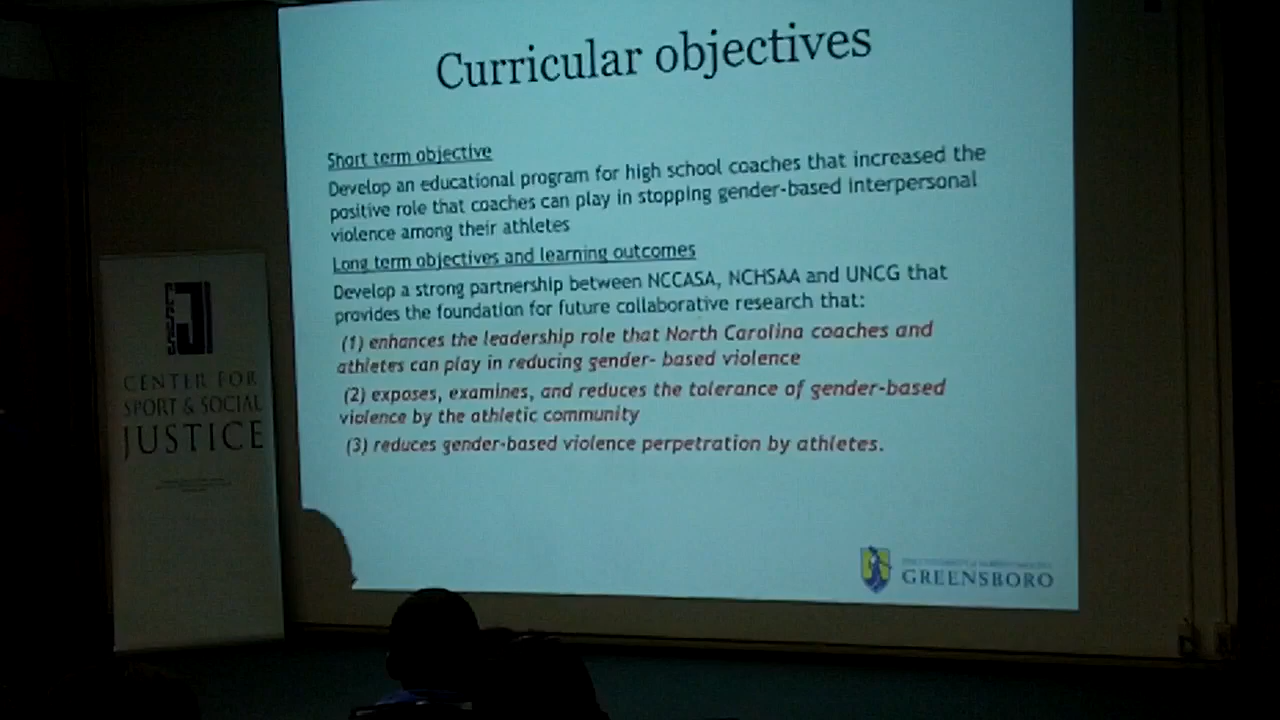 Curricular objectives
Short term objective
Develop an educational program for high school coaches that increased the
positive role that coaches can play in stopping gender-based interpersonal
violence among their athletes
Long term objectives and learning outcomes
Develop a strong partnership between NCCASA, NCHSAA and UNCG that
provides the foundation for future collaborative research that:
(1) enhances the leadership role that North Carolina coaches and
athletes can play in reducing gender- based violence
(2) exposes, examines, and reduces the tolerance of gender-based
violence by the athletic community
(3) reduces gender-based violence perpetration by athletes.
GREENSBORO
CENTER FOR
SPORT & SOCIAL
JUSTICE